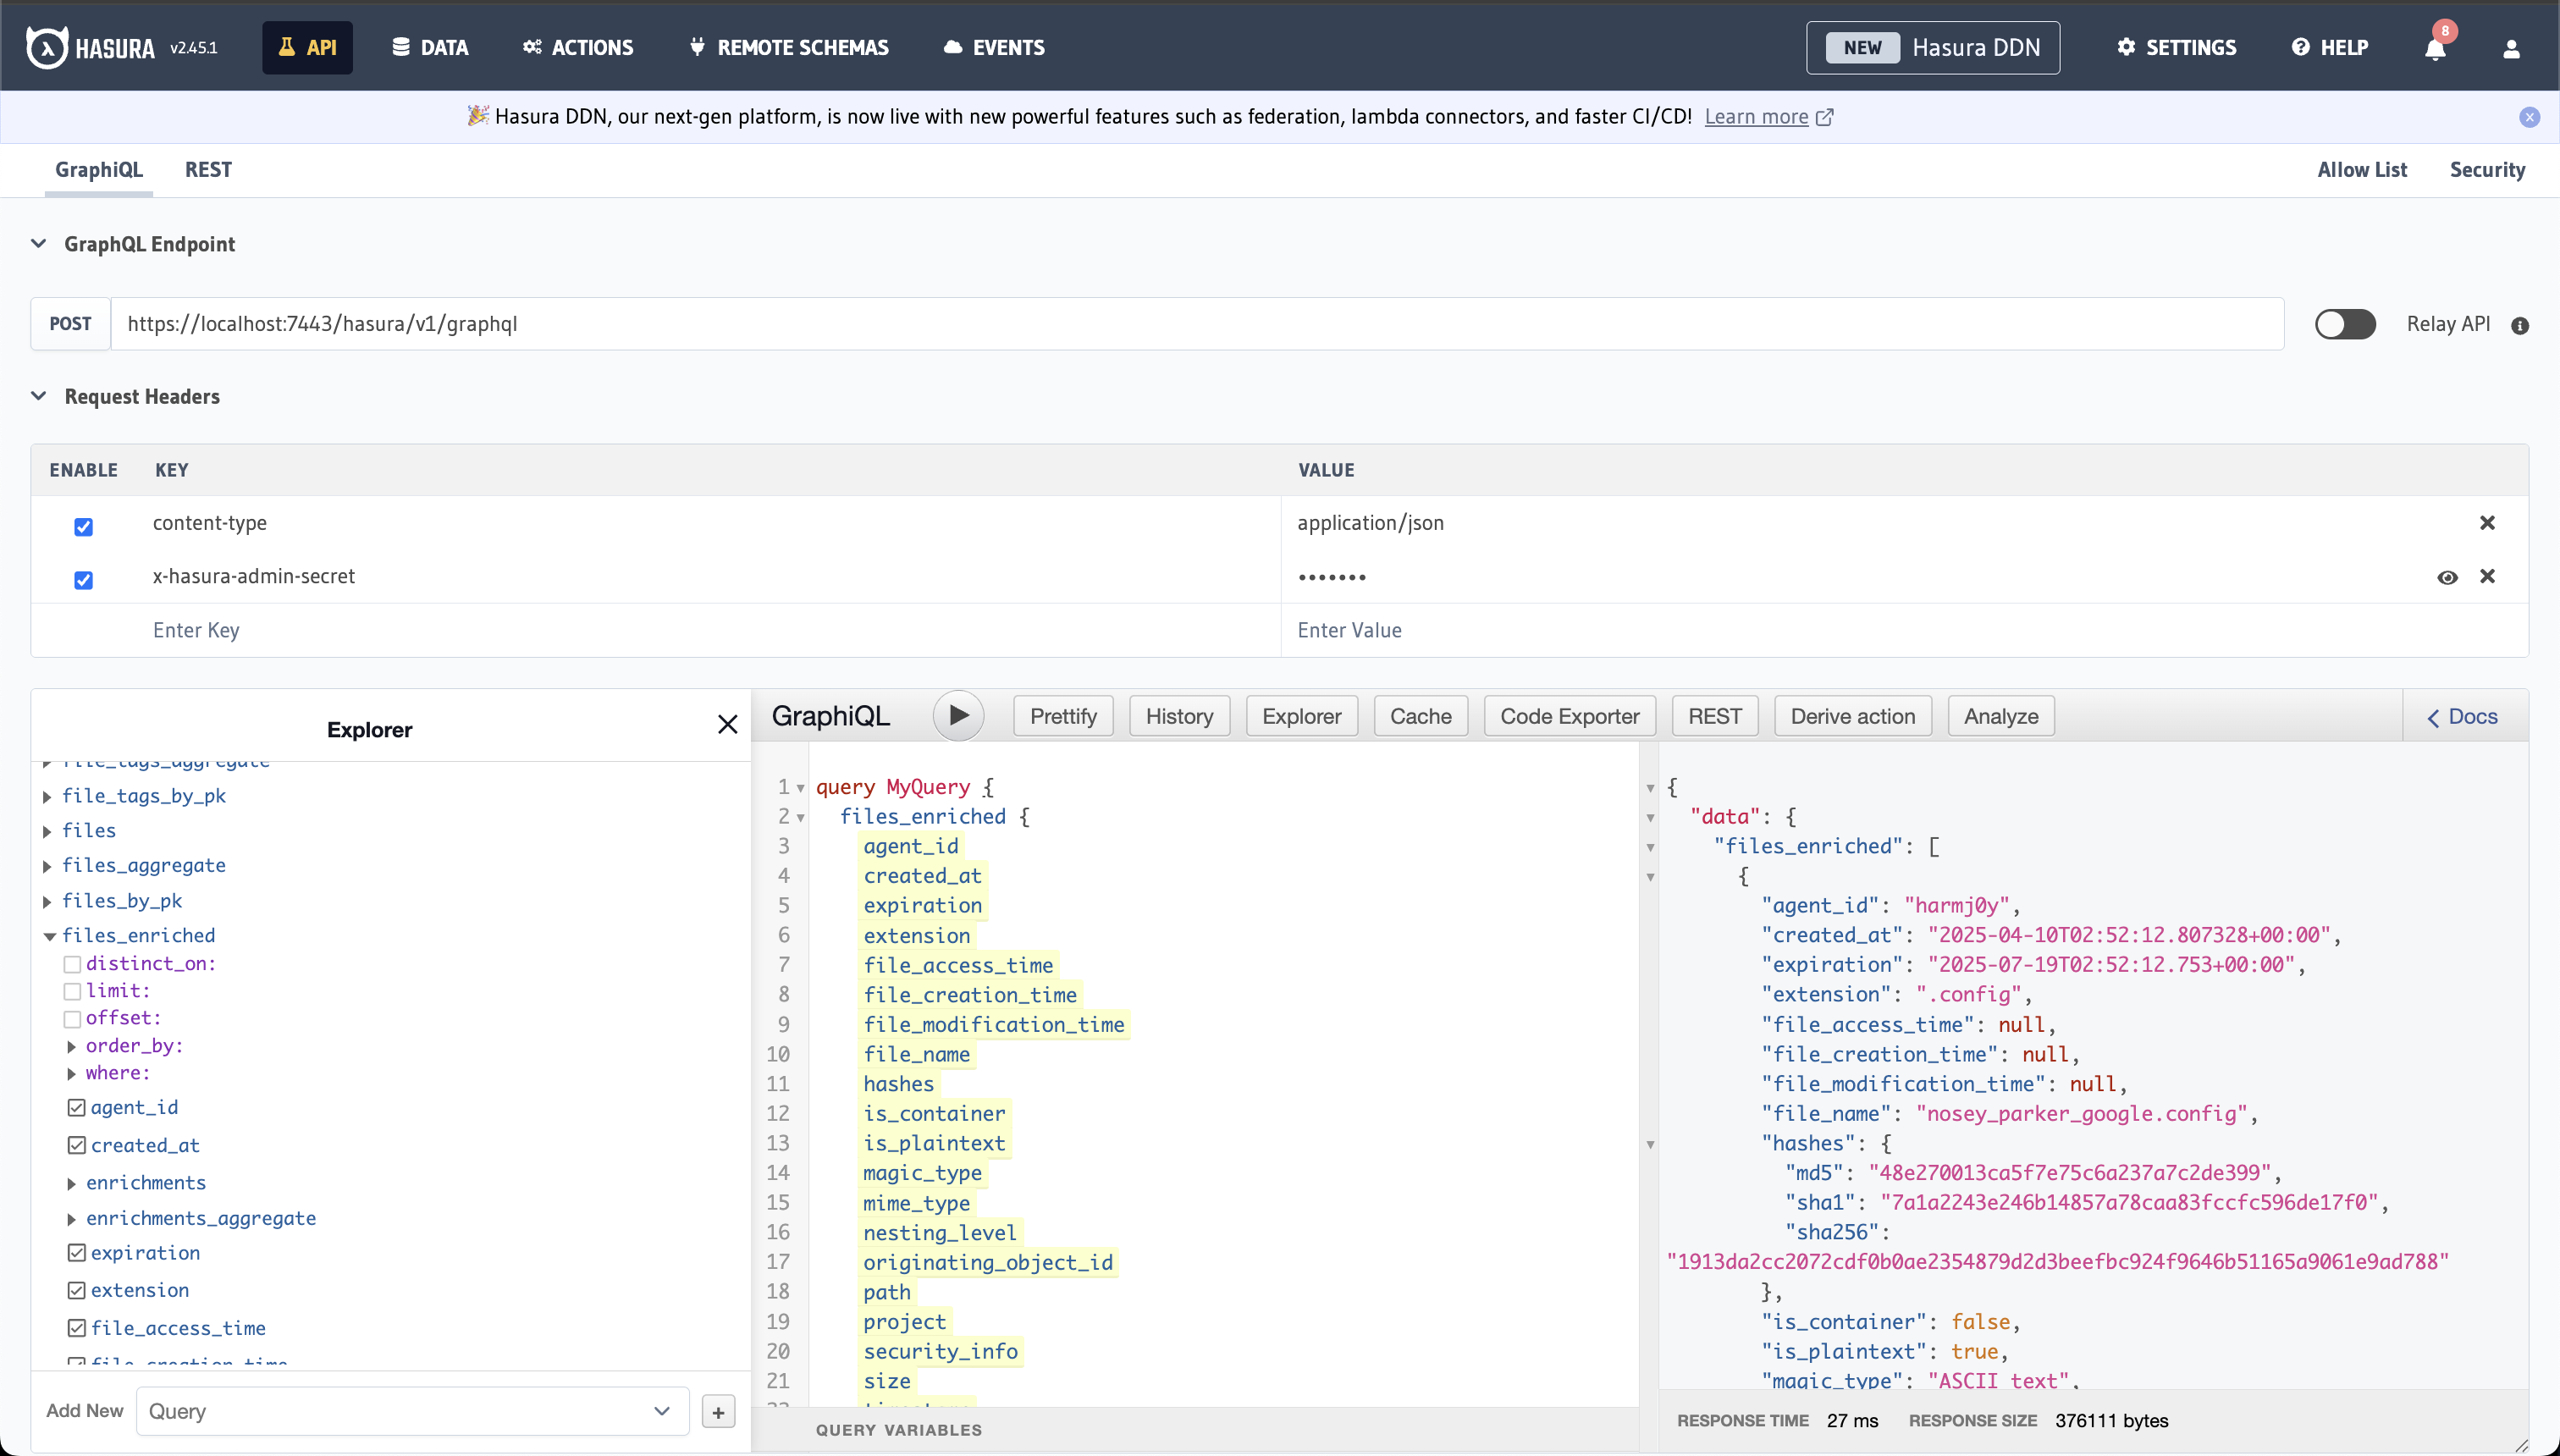 HASURA v2.45.1 API DATA ACTIONS REMOTE SCHEMAS EVENTS NEW Hasura DDN SETTINGS HELP 8
🎉 Hasura DDN, our next-gen platform, is now live with new powerful features such as federation, lambda connectors, and faster CI/CD! Learn more
GraphiQL REST Allow List Security
GraphQL Endpoint
POST https://localhost:7443/hasura/v1/graphql Relay API
Request Headers
ENABLE KEY VALUE
content-type application/json
x-hasura-admin-secret •••••••
Enter Key Enter Value
Explorer
file_tags_aggregate
file_tags_by_pk
files
files_aggregate
files_by_pk
files_enriched
distinct_on:
limit:
offset:
order_by:
where:
agent_id
created_at
enrichments
enrichments_aggregate
expiration
extension
file_access_time
file_creation_time
Add New Query +
GraphiQL Prettify History Explorer Cache Code Exporter REST Derive action Analyze Docs
1 query MyQuery {
2 files_enriched {
3 agent_id
4 created_at
5 expiration
6 extension
7 file_access_time
8 file_creation_time
9 file_modification_time
10 file_name
11 hashes
12 is_container
13 is_plaintext
14 magic_type
15 mime_type
16 nesting_level
17 originating_object_id
18 path
19 project
20 security_info
21 size
QUERY VARIABLES
{
"data": {
"files_enriched": [
{
"agent_id": "harmj0y",
"created_at": "2025-04-10T02:52:12.807328+00:00",
"expiration": "2025-07-19T02:52:12.753+00:00",
"extension": ".config",
"file_access_time": null,
"file_creation_time": null,
"file_modification_time": null,
"file_name": "nosey_parker_google.config",
"hashes": {
"md5": "48e270013ca5f7e75c6a237a7c2de399",
"sha1": "7a1a2243e246b14857a78caa83fccfc596de17f0",
"sha256":
"1913da2cc2072cdf0b0ae2354879d2d3beefbc924f9646b51165a9061e9ad788"
},
"is_container": false,
"is_plaintext": true,
"magic_type": "ASCII text",
RESPONSE TIME 27 ms RESPONSE SIZE 376111 bytes